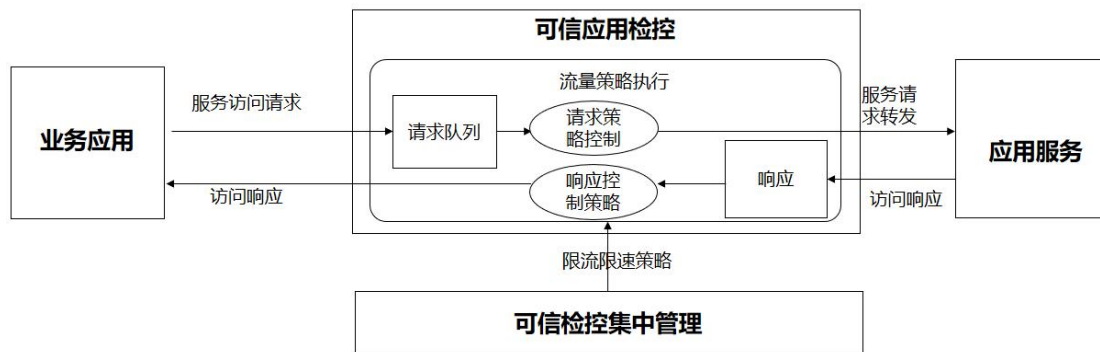 可信应用检控
流量策略执行
业务应用
服务访问请求
请求队列
请求策
略控制
服务请
求转发
应用服务
访问响应
响应控
制策略
响应
访问响应
限流限速策略
可信检控集中管理